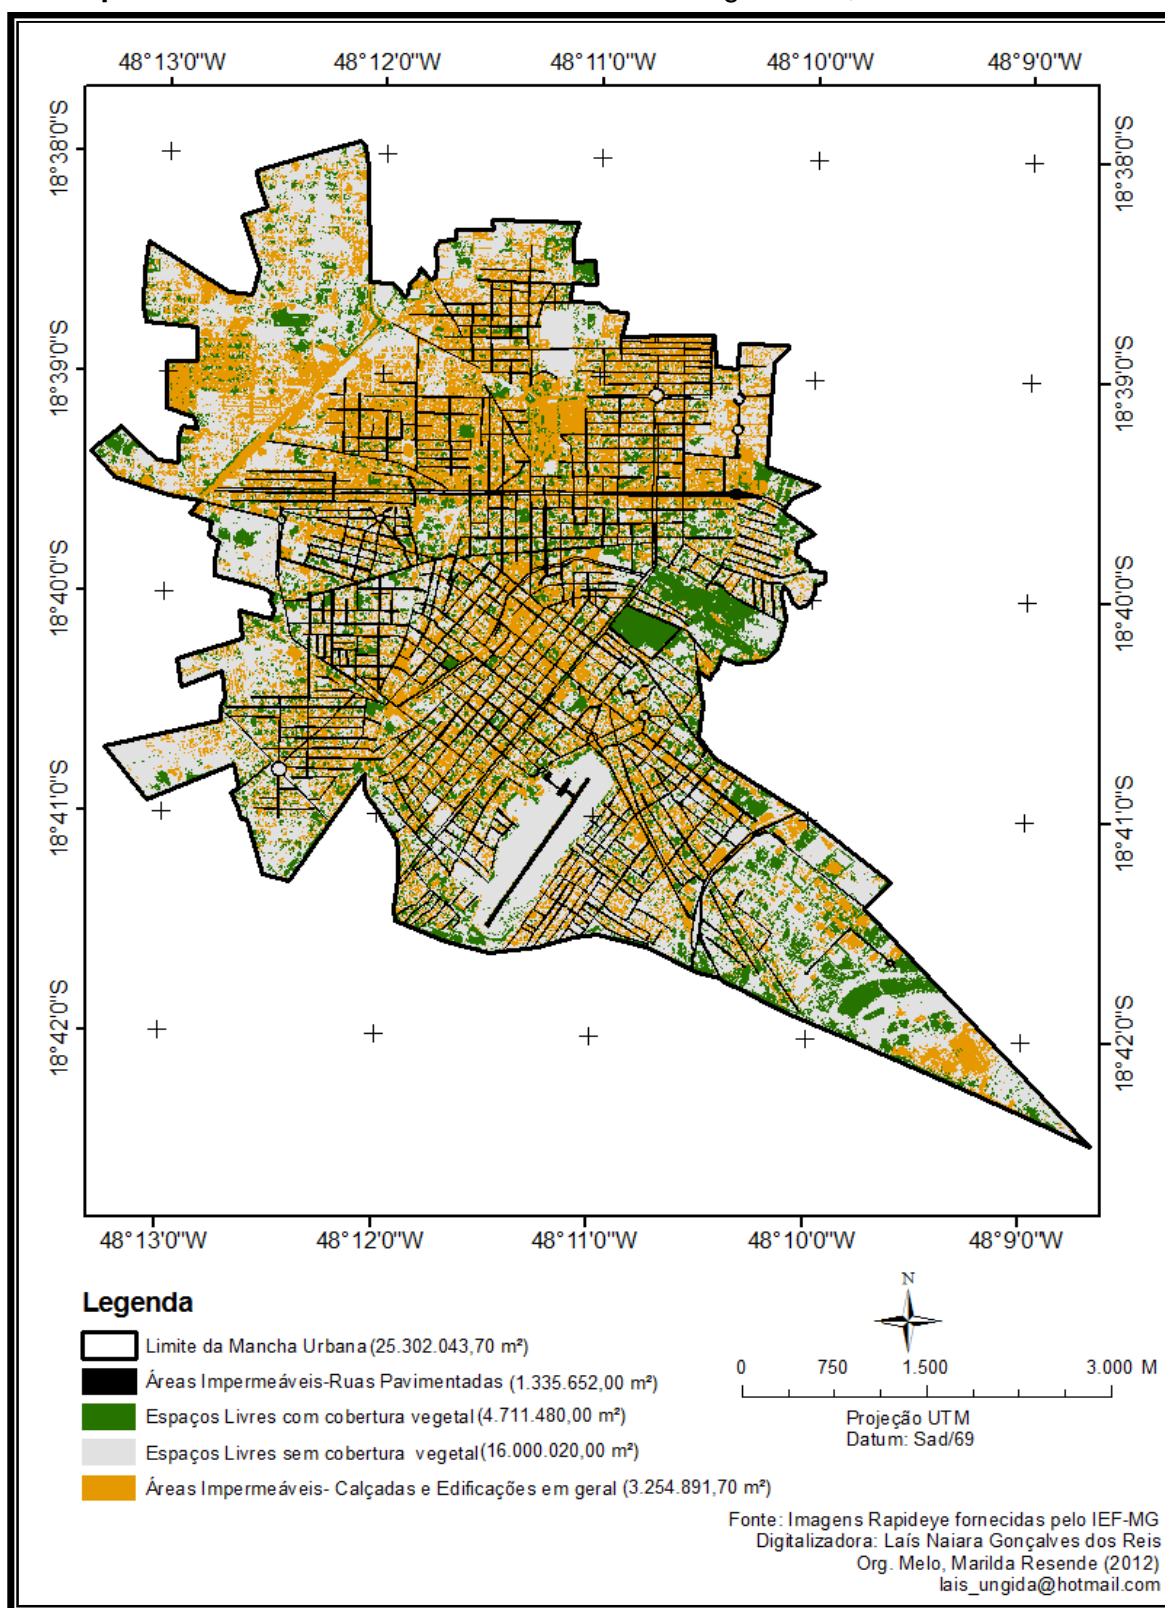 48°13'0"W 48°12'0"W 48°11'0"W 48°10'0"W 48°9'0"W
18°38'0"S 18°38'0"S
18°39'0"S 18°39'0"S
18°40'0"S 18°40'0"S
18°41'0"S 18°41'0"S
18°42'0"S 18°42'0"S
48°13'0"W 48°12'0"W 48°11'0"W 48°10'0"W 48°9'0"W
Legenda
Limite da Mancha Urbana (25.302.043,70 m²)
Áreas Impermeáveis-Ruas Pavimentadas (1.335.652,00 m²)
Espaços Livres com cobertura vegetal (4.711.480,00 m²)
Espaços Livres sem cobertura vegetal (16.000.020,00 m²)
Áreas Impermeáveis- Calçadas e Edificações em geral (3.254.891,70 m²)
N
0 750 1.500 3.000 M
Projeção UTM
Datum: Sad/69
Fonte: Imagens Rapideye fornecidas pelo IEF-MG
Digitalizadora: Laís Naiara Gonçalves dos Reis
Org. Melo, Marilda Resende (2012)
lais_ungida@hotmail.com